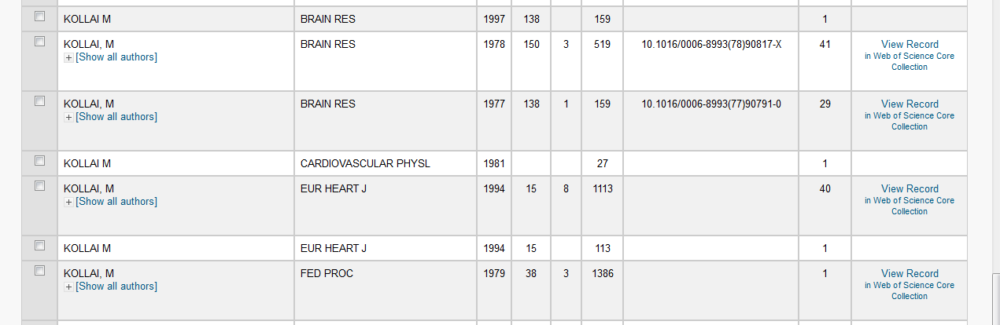 KOLLAI M BRAIN RES 1997 138 159 1
KOLLAI, M BRAIN RES 1978 150 3 519 10.1016/0006-8993(78)90817-X 41 View Record
[Show all authors] in Web of Science Core
Collection
KOLLAI, M BRAIN RES 1977 138 1 159 10.1016/0006-8993(77)90791-0 29 View Record
[Show all authors] in Web of Science Core
Collection
KOLLAI M CARDIOVASCULAR PHYSL 1981 27 1
KOLLAI, M EUR HEART J 1994 15 8 1113 40 View Record
[Show all authors] in Web of Science Core
Collection
KOLLAI M EUR HEART J 1994 15 113 1
KOLLAI, M FED PROC 1979 38 3 1386 1 View Record
[Show all authors] in Web of Science Core
Collection